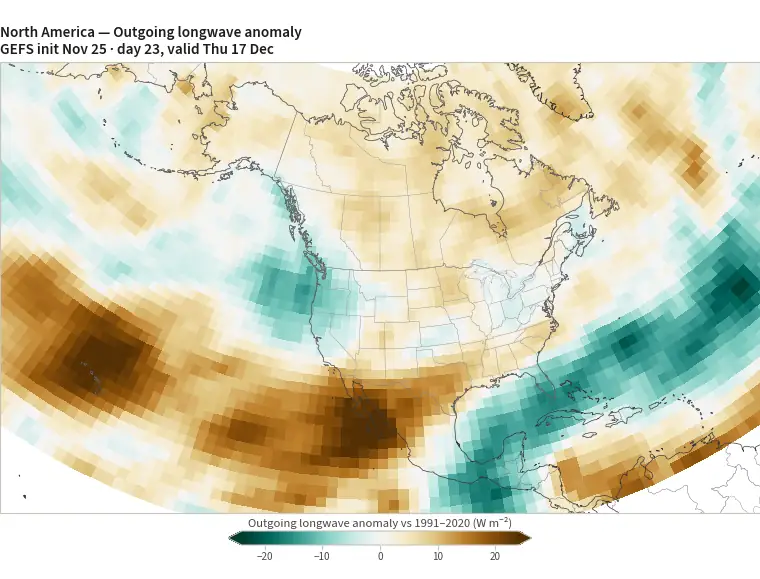 North America — Outgoing longwave anomaly
GEFS init Nov 25 · day 23, valid Thu 17 Dec
Outgoing longwave anomaly vs 1991–2020 (W m⁻²)
−20 −10 0 10 20